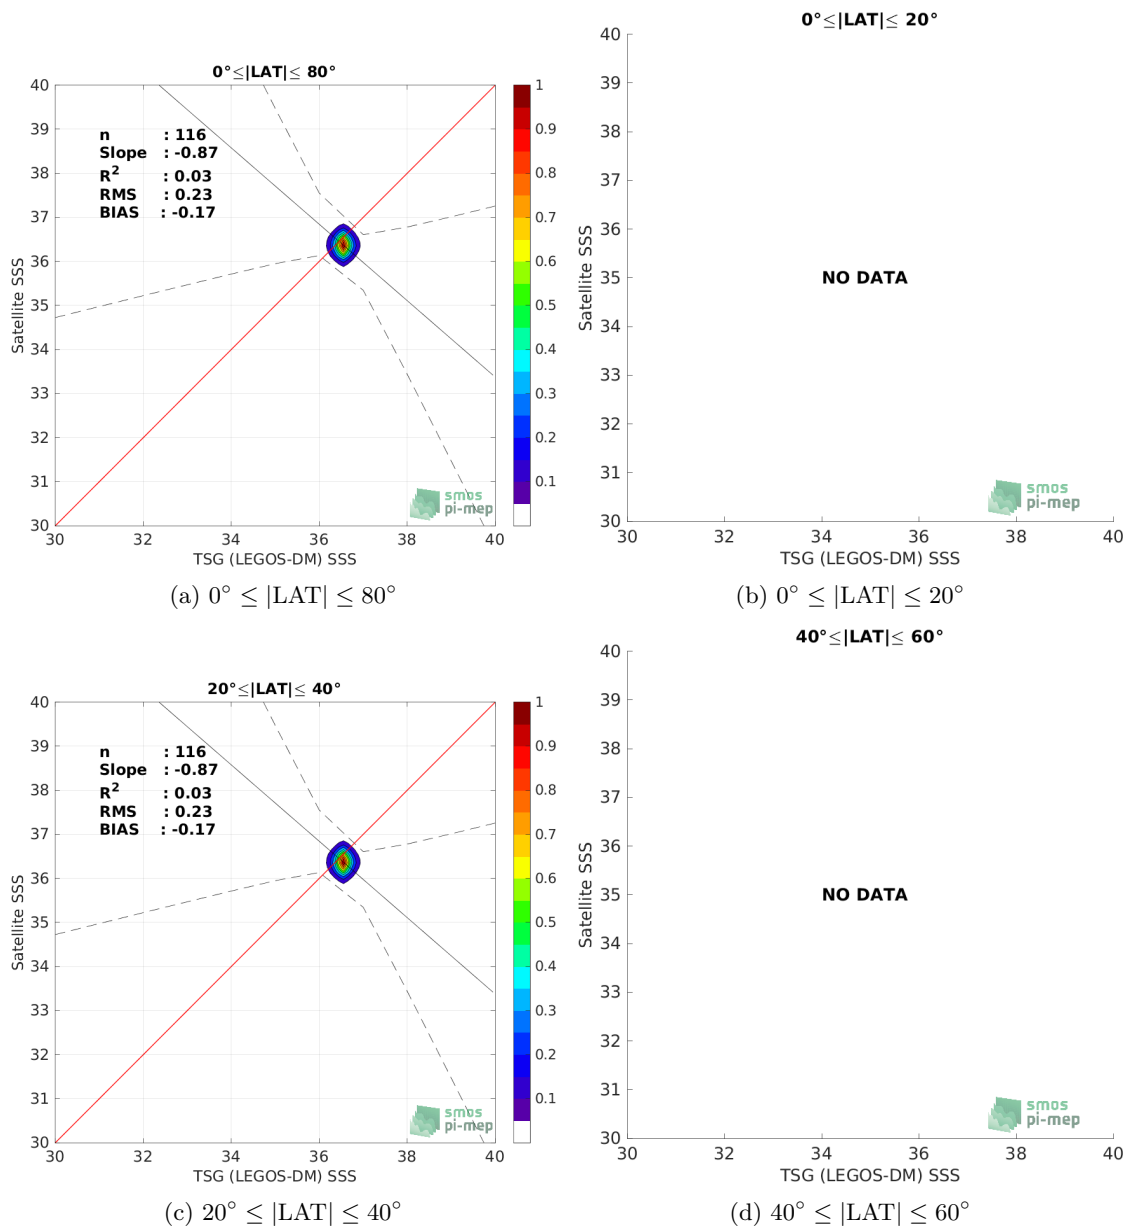 0°≤|LAT|≤ 80°
40
39
38
37
36
35
34
33
32
31
30
30
32
34
36
38
40
Satellite SSS
TSG (LEGOS-DM) SSS
n : 116
Slope : -0.87
R² : 0.03
RMS : 0.23
BIAS : -0.17
smos
pi-mep
1
0.9
0.8
0.7
0.6
0.5
0.4
0.3
0.2
0.1
(a) 0° ≤ |LAT| ≤ 80°
0°≤|LAT|≤ 20°
40
39
38
37
36
35
34
33
32
31
30
30
32
34
36
38
40
Satellite SSS
TSG (LEGOS-DM) SSS
NO DATA
smos
pi-mep
(b) 0° ≤ |LAT| ≤ 20°
20°≤|LAT|≤ 40°
40
39
38
37
36
35
34
33
32
31
30
30
32
34
36
38
40
Satellite SSS
TSG (LEGOS-DM) SSS
n : 116
Slope : -0.87
R² : 0.03
RMS : 0.23
BIAS : -0.17
smos
pi-mep
1
0.9
0.8
0.7
0.6
0.5
0.4
0.3
0.2
0.1
(c) 20° ≤ |LAT| ≤ 40°
40°≤|LAT|≤ 60°
40
39
38
37
36
35
34
33
32
31
30
30
32
34
36
38
40
Satellite SSS
TSG (LEGOS-DM) SSS
NO DATA
smos
pi-mep
(d) 40° ≤ |LAT| ≤ 60°